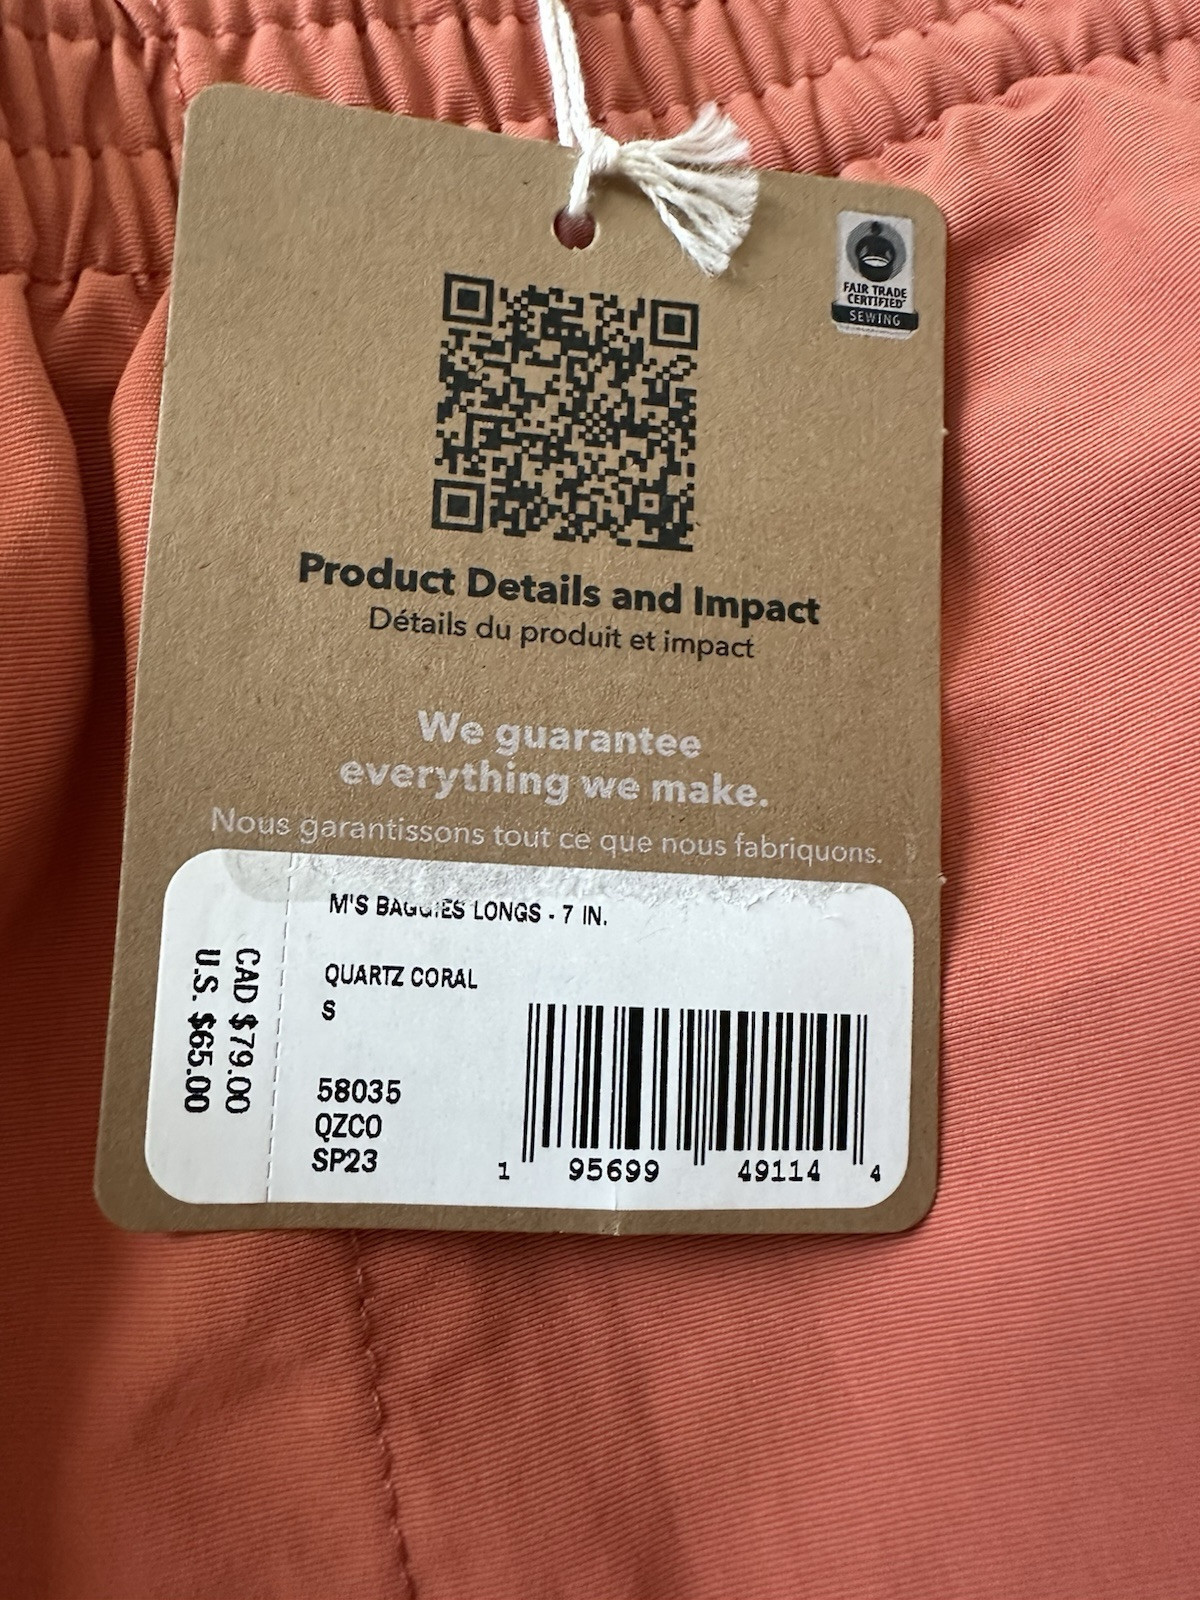 FAIR TRADE
CERTIFIED
SEWING
Product Details and Impact
Détails du produit et impact
We guarantee
everything we make.
Nous garantissons tout ce que nous fabriquons.
M'S BAGGIES LONGS - 7 IN.
QUARTZ CORAL
S
58035
QZCO
SP23
1 95699 49114 4
CAD $79.00
U.S. $65.00